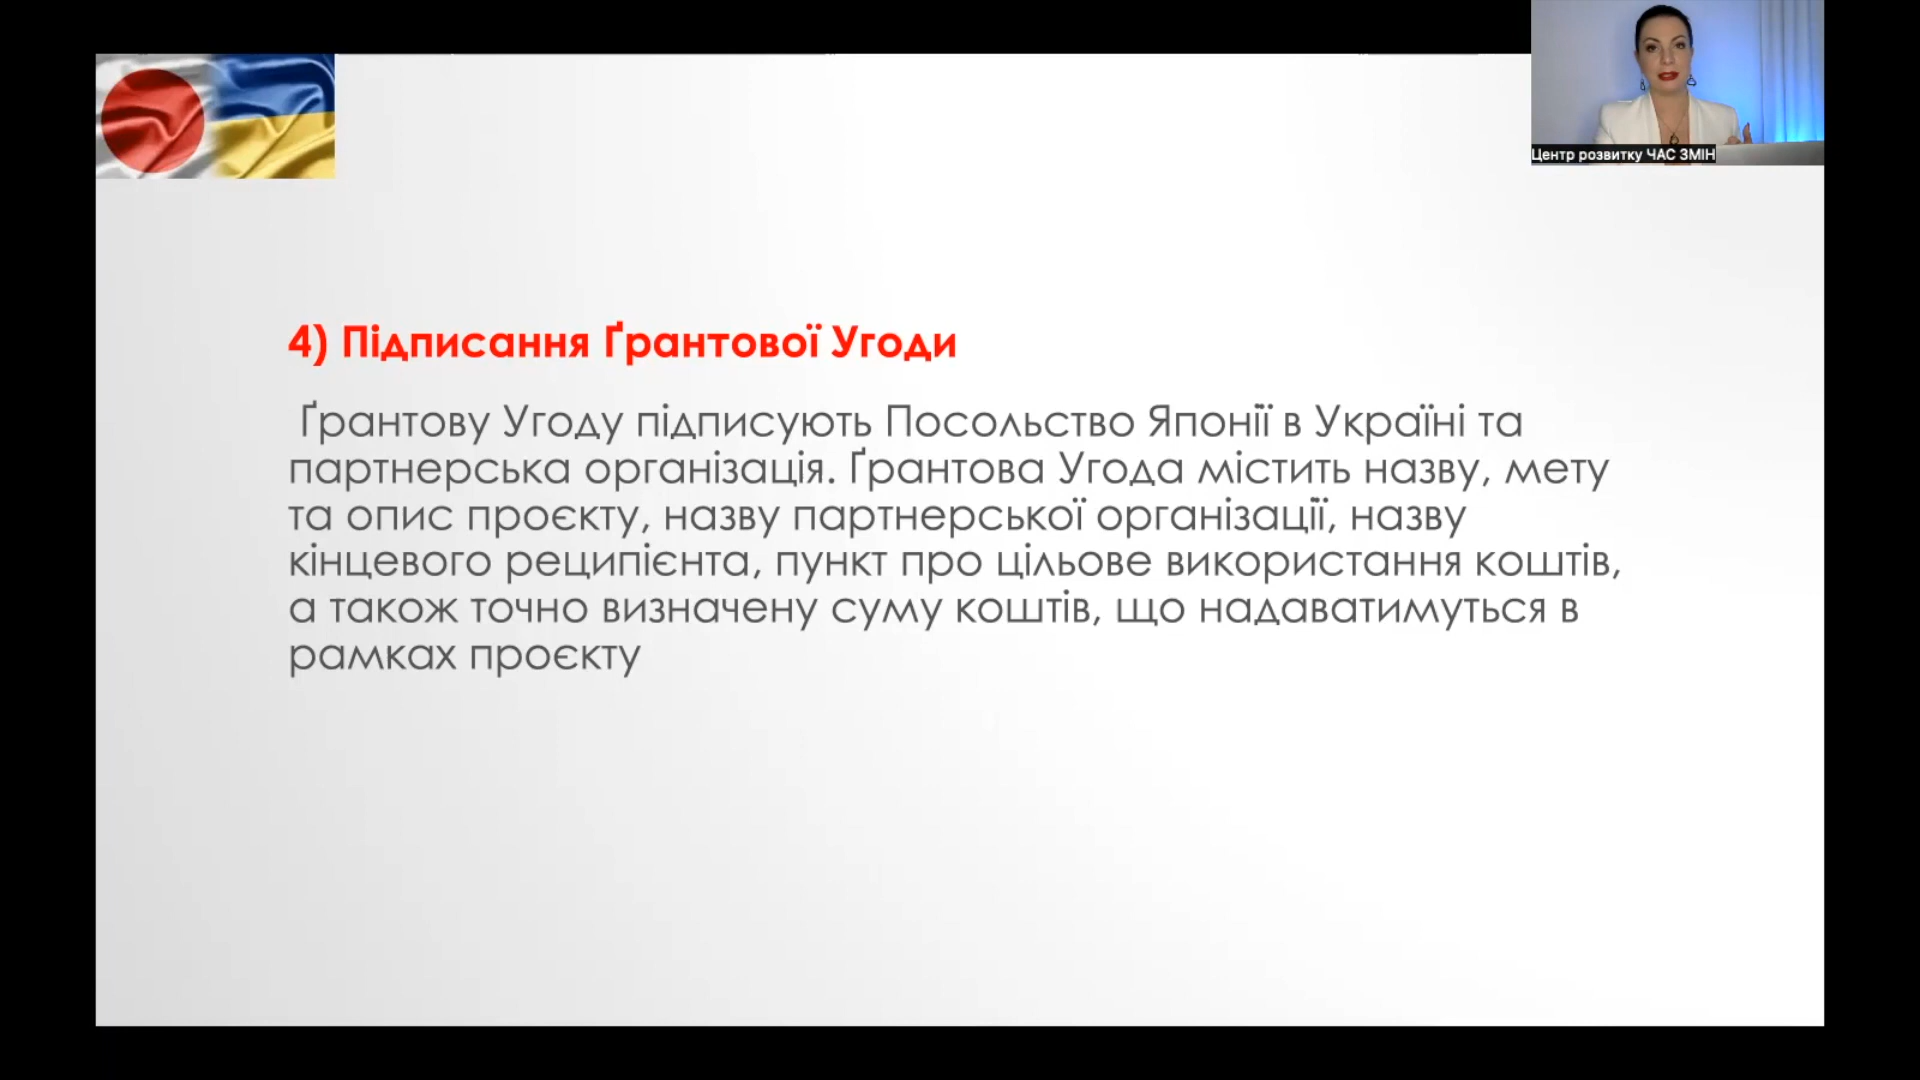 Центр розвитку ЧАС ЗМІН
4) Підписання Ґрантової Угоди
Ґрантову Угоду підписують Посольство Японії в Україні та
партнерська організація. Ґрантова Угода містить назву, мету
та опис проєкту, назву партнерської організації, назву
кінцевого реципієнта, пункт про цільове використання коштів,
а також точно визначену суму коштів, що надаватимуться в
рамках проєкту